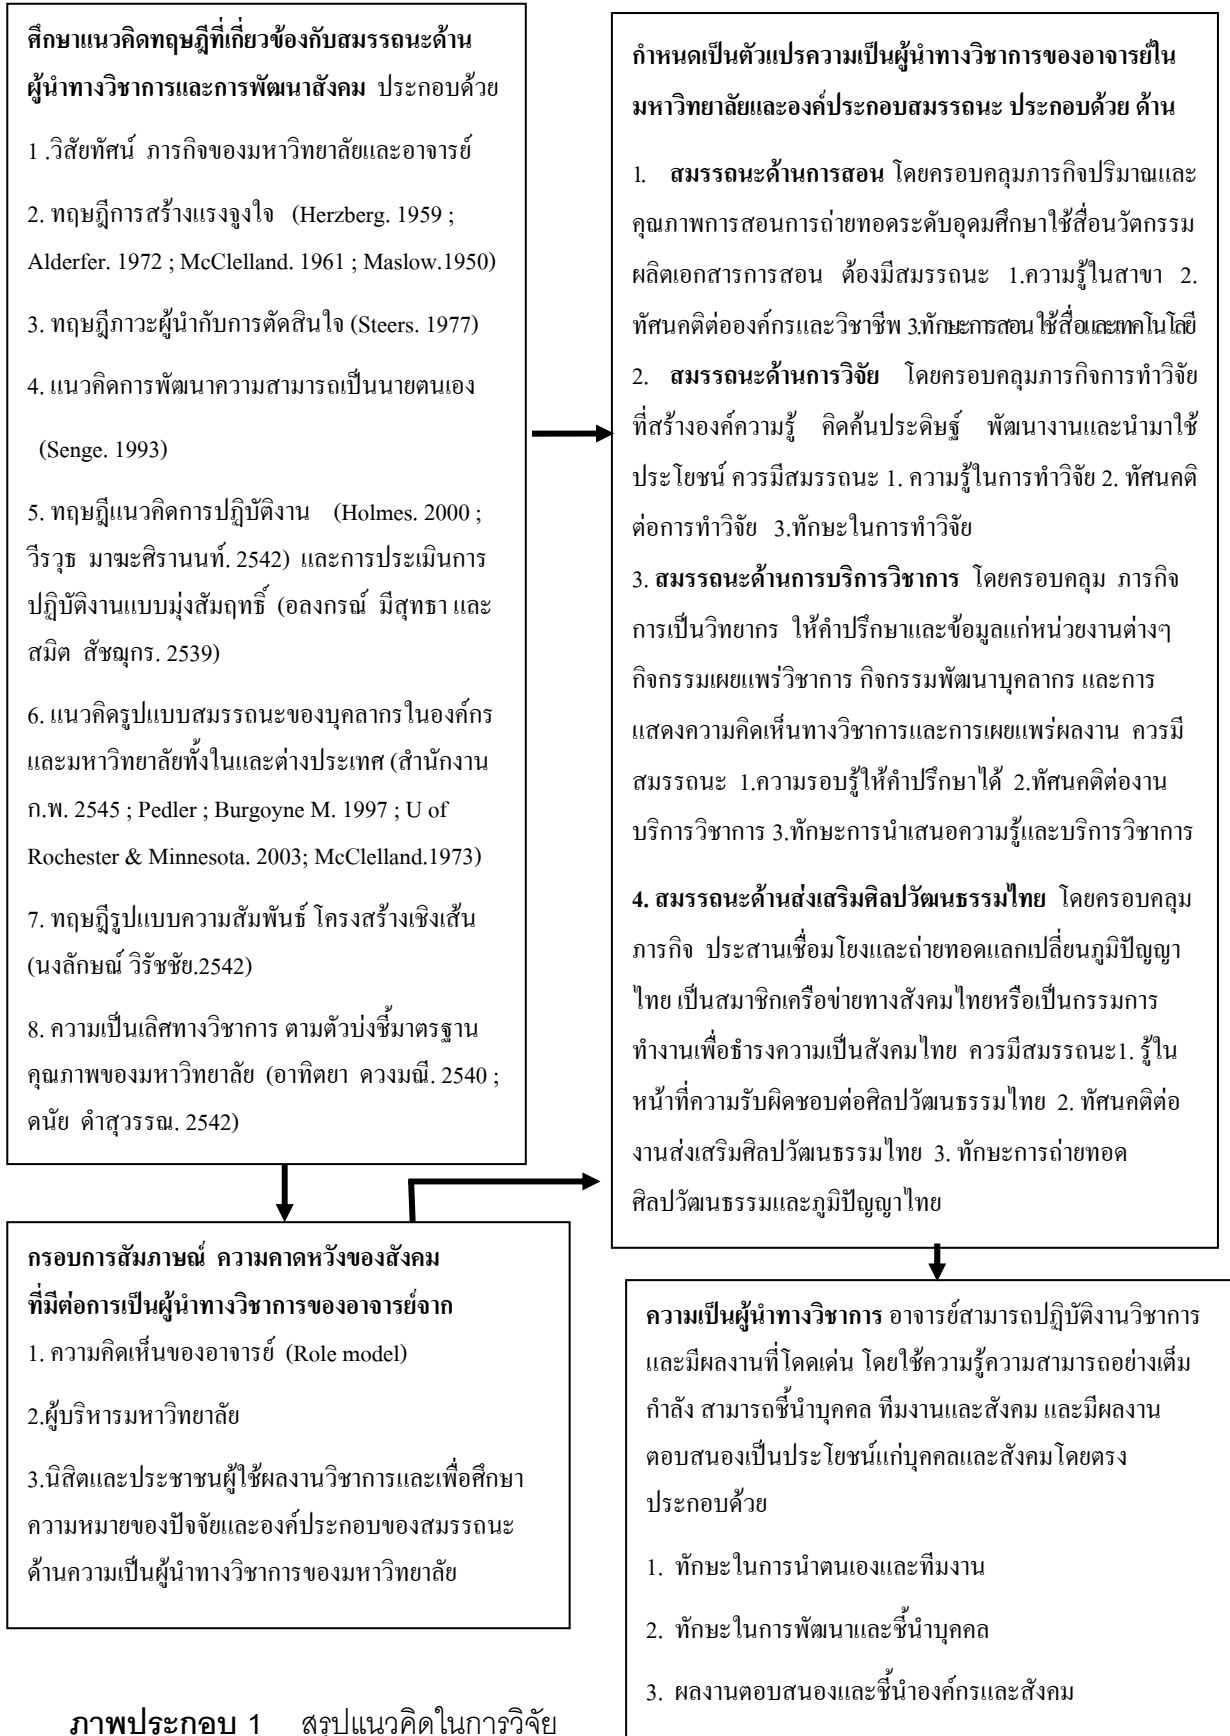 ศึกษาแนวคิดทฤษฎีที่เกี่ยวข้องกับสมรรถนะด้าน
ผู้นำทางวิชาการและการพัฒนาสังคม ประกอบด้วย
1 .วิสัยทัศน์ ภารกิจของมหาวิทยาลัยและอาจารย์
2. ทฤษฎีการสร้างแรงจูงใจ (Herzberg. 1959 ;
Alderfer. 1972 ; McClelland. 1961 ; Maslow.1950)
3. ทฤษฎีภาวะผู้นำกับการตัดสินใจ (Steers. 1977)
4. แนวคิดการพัฒนาความสามารถเป็นนายตนเอง
(Senge. 1993)
5. ทฤษฎีแนวคิดการปฏิบัติงาน (Holmes. 2000 ;
วีรวุธ มาฆะศิรานนท์. 2542) และการประเมินการ
ปฏิบัติงานแบบมุ่งสัมฤทธิ์ (อลงกรณ์ มีสุทธา และ
สมิต สัชฌุกร. 2539)
6. แนวคิดรูปแบบสมรรถนะของบุคลากรในองค์กร
และมหาวิทยาลัยทั้งในและต่างประเทศ (สำนักงาน
ก.พ. 2545 ; Pedler ; Burgoyne M. 1997 ; U of
Rochester & Minnesota. 2003; McClelland.1973)
7. ทฤษฎีรูปแบบความสัมพันธ์ โครงสร้างเชิงเส้น
(นงลักษณ์ วิรัชชัย.2542)
8. ความเป็นเลิศทางวิชาการ ตามตัวบ่งชี้มาตรฐาน
คุณภาพของมหาวิทยาลัย (อาทิตยา ดวงมณี. 2540 ;
ดนัย ดำสุวรรณ. 2542)
กรอบการสัมภาษณ์ ความคาดหวังของสังคม
ที่มีต่อการเป็นผู้นำทางวิชาการของอาจารย์จาก
1. ความคิดเห็นของอาจารย์ (Role model)
2.ผู้บริหารมหาวิทยาลัย
3.นิสิตและประชาชนผู้ใช้ผลงานวิชาการและเพื่อศึกษา
ความหมายของปัจจัยและองค์ประกอบของสมรรถนะ
ด้านความเป็นผู้นำทางวิชาการของมหาวิทยาลัย
กำหนดเป็นตัวแปรความเป็นผู้นำทางวิชาการของอาจารย์ใน
มหาวิทยาลัยและองค์ประกอบสมรรถนะ ประกอบด้วย ด้าน
1. สมรรถนะด้านการสอน โดยครอบคลุมภารกิจปริมาณและ
คุณภาพการสอนการถ่ายทอดระดับอุดมศึกษาใช้สื่อนวัตกรรม
ผลิตเอกสารการสอน ต้องมีสมรรถนะ 1.ความรู้ในสาขา 2.
ทัศนคติต่อองค์กรและวิชาชีพ 3.ทักษะการสอน ใช้สื่อและเทคโนโลยี
2. สมรรถนะด้านการวิจัย โดยครอบคลุมภารกิจการทำวิจัย
ที่สร้างองค์ความรู้ คิดค้นประดิษฐ์ พัฒนางานและนำมาใช้
ประโยชน์ ควรมีสมรรถนะ 1. ความรู้ในการทำวิจัย 2. ทัศนคติ
ต่อการทำวิจัย 3.ทักษะในการทำวิจัย
3. สมรรถนะด้านการบริการวิชาการ โดยครอบคลุม ภารกิจ
การเป็นวิทยากร ให้คำปรึกษาและข้อมูลแก่หน่วยงานต่างๆ
กิจกรรมเผยแพร่วิชาการ กิจกรรมพัฒนาบุคลากร และการ
แสดงความคิดเห็นทางวิชาการและการเผยแพร่ผลงาน ควรมี
สมรรถนะ 1.ความรอบรู้ให้คำปรึกษาได้ 2.ทัศนคติต่องาน
บริการวิชาการ 3.ทักษะการนำเสนอความรู้และบริการวิชาการ
4. สมรรถนะด้านส่งเสริมศิลปวัฒนธรรมไทย โดยครอบคลุม
ภารกิจ ประสานเชื่อมโยงและถ่ายทอดแลกเปลี่ยนภูมิปัญญา
ไทย เป็นสมาชิกเครือข่ายทางสังคมไทยหรือเป็นกรรมการ
ทำงานเพื่อธำรงความเป็นสังคมไทย ควรมีสมรรถนะ1. รู้ใน
หน้าที่ความรับผิดชอบต่อศิลปวัฒนธรรมไทย 2. ทัศนคติต่อ
งานส่งเสริมศิลปวัฒนธรรมไทย 3. ทักษะการถ่ายทอด
ศิลปวัฒนธรรมและภูมิปัญญาไทย
ความเป็นผู้นำทางวิชาการ อาจารย์สามารถปฏิบัติงานวิชาการ
และมีผลงานที่โดดเด่น โดยใช้ความรู้ความสามารถอย่างเต็ม
กำลัง สามารถชี้นำบุคคล ทีมงานและสังคม และมีผลงาน
ตอบสนองเป็นประโยชน์แก่บุคคลและสังคมโดยตรง
ประกอบด้วย
1. ทักษะในการนำตนเองและทีมงาน
2. ทักษะในการพัฒนาและชี้นำบุคคล
3. ผลงานตอบสนองและชี้นำองค์กรและสังคม
ภาพประกอบ 1 สรุปแนวคิดในการวิจัย